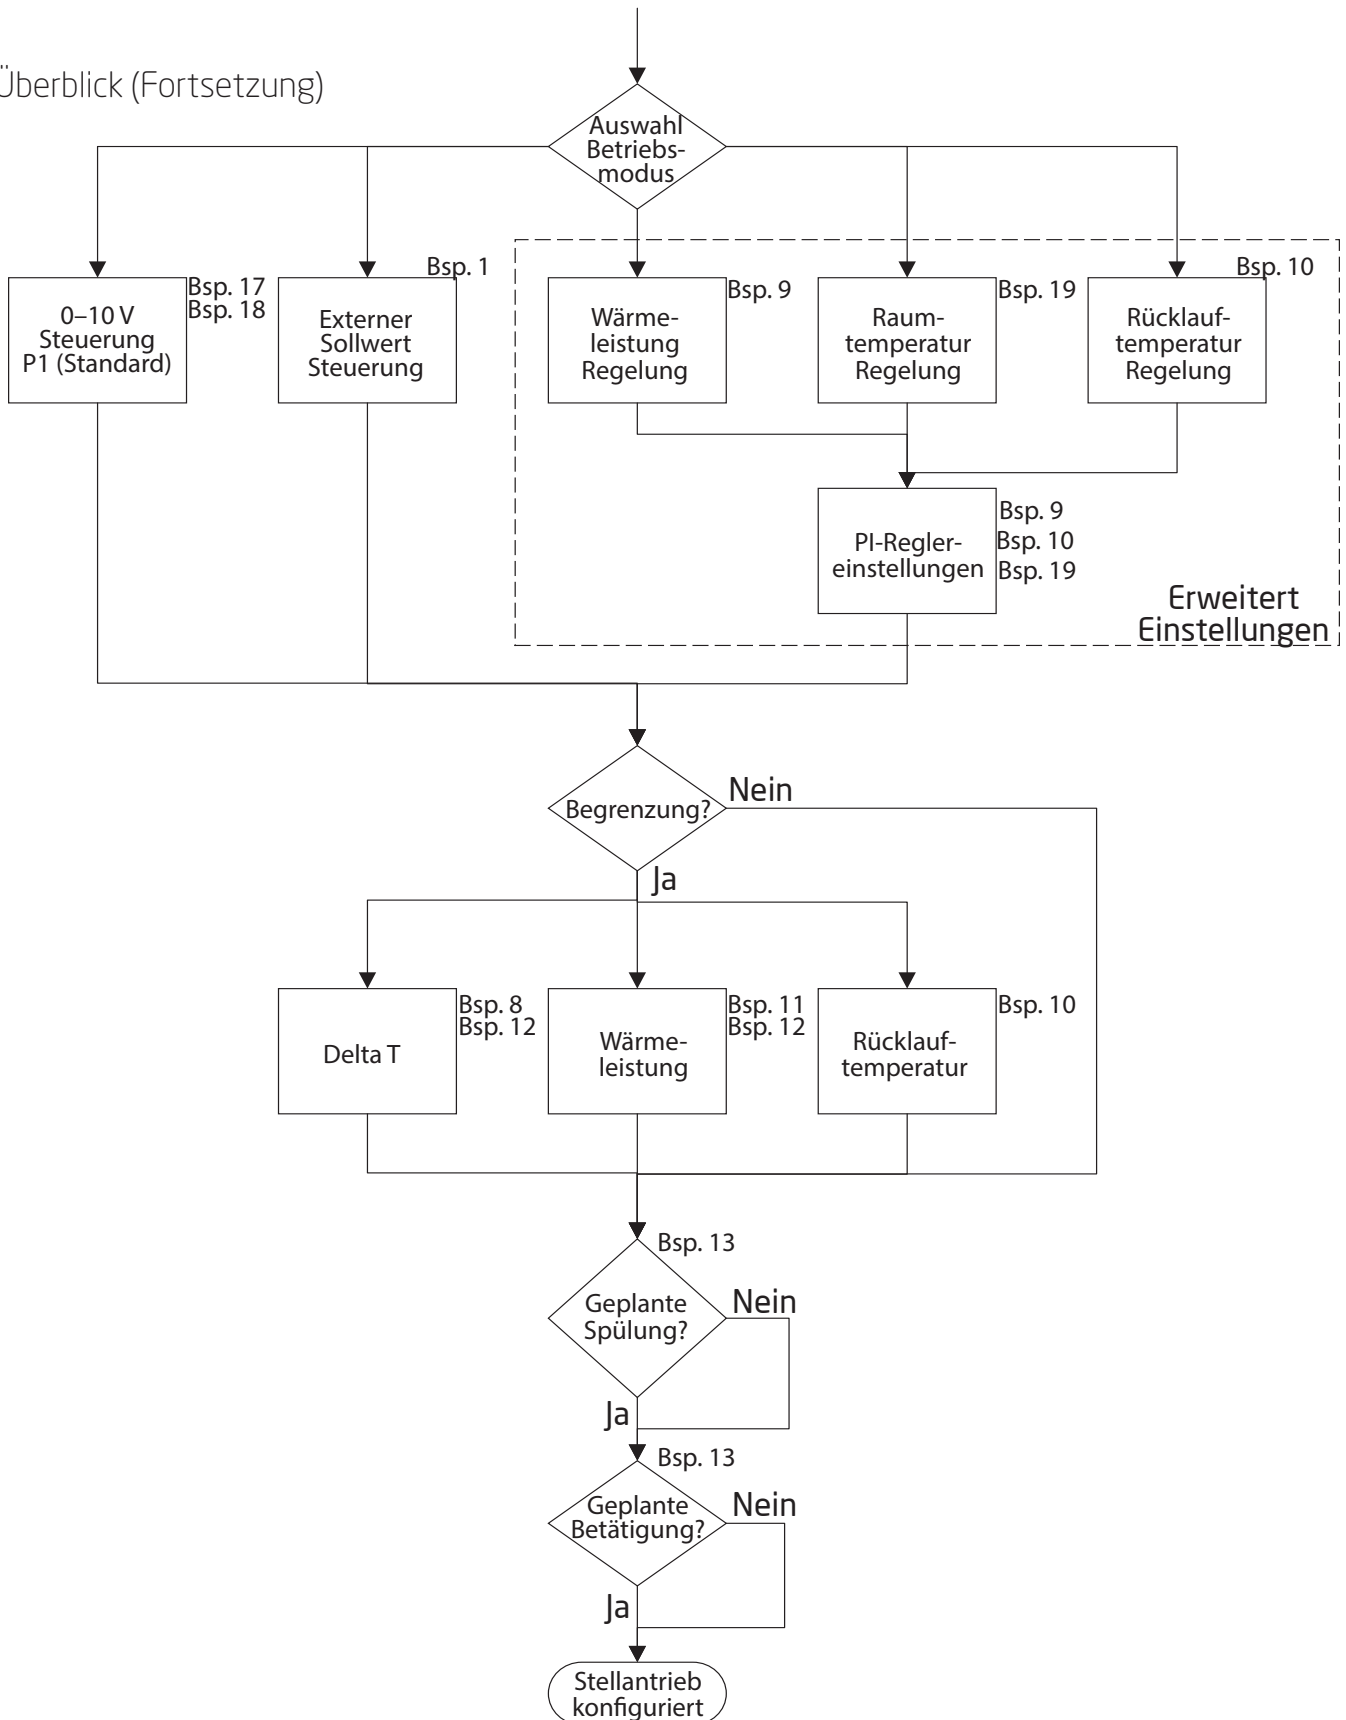 Überblick (Fortsetzung)
Auswahl
Betriebs-
modus
0–10 V
Steuerung
P1 (Standard)
Bsp. 17
Bsp. 18
Externer
Sollwert
Steuerung
Bsp. 1
Wärme-
leistung
Regelung
Bsp. 9
Raum-
temperatur
Regelung
Bsp. 19
Rücklauf-
temperatur
Regelung
Bsp. 10
PI-Regler-
einstellungen
Bsp. 9
Bsp. 10
Bsp. 19
Erweitert
Einstellungen
Begrenzung?
Nein
Ja
Delta T
Bsp. 8
Bsp. 12
Wärme-
leistung
Bsp. 11
Bsp. 12
Rücklauf-
temperatur
Bsp. 10
Bsp. 13
Geplante
Spülung?
Nein
Ja
Bsp. 13
Geplante
Betätigung?
Nein
Ja
Stellantrieb
konfiguriert